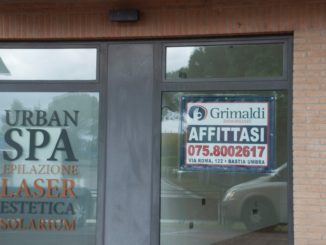 URBAN
SPA
EPILAZIONE
LASER
ESTETICA
SOLARIUM
Grimaldi
AFFITTASI
075.8002617
VIA ROMA, 122 - BASTIA UMBRA